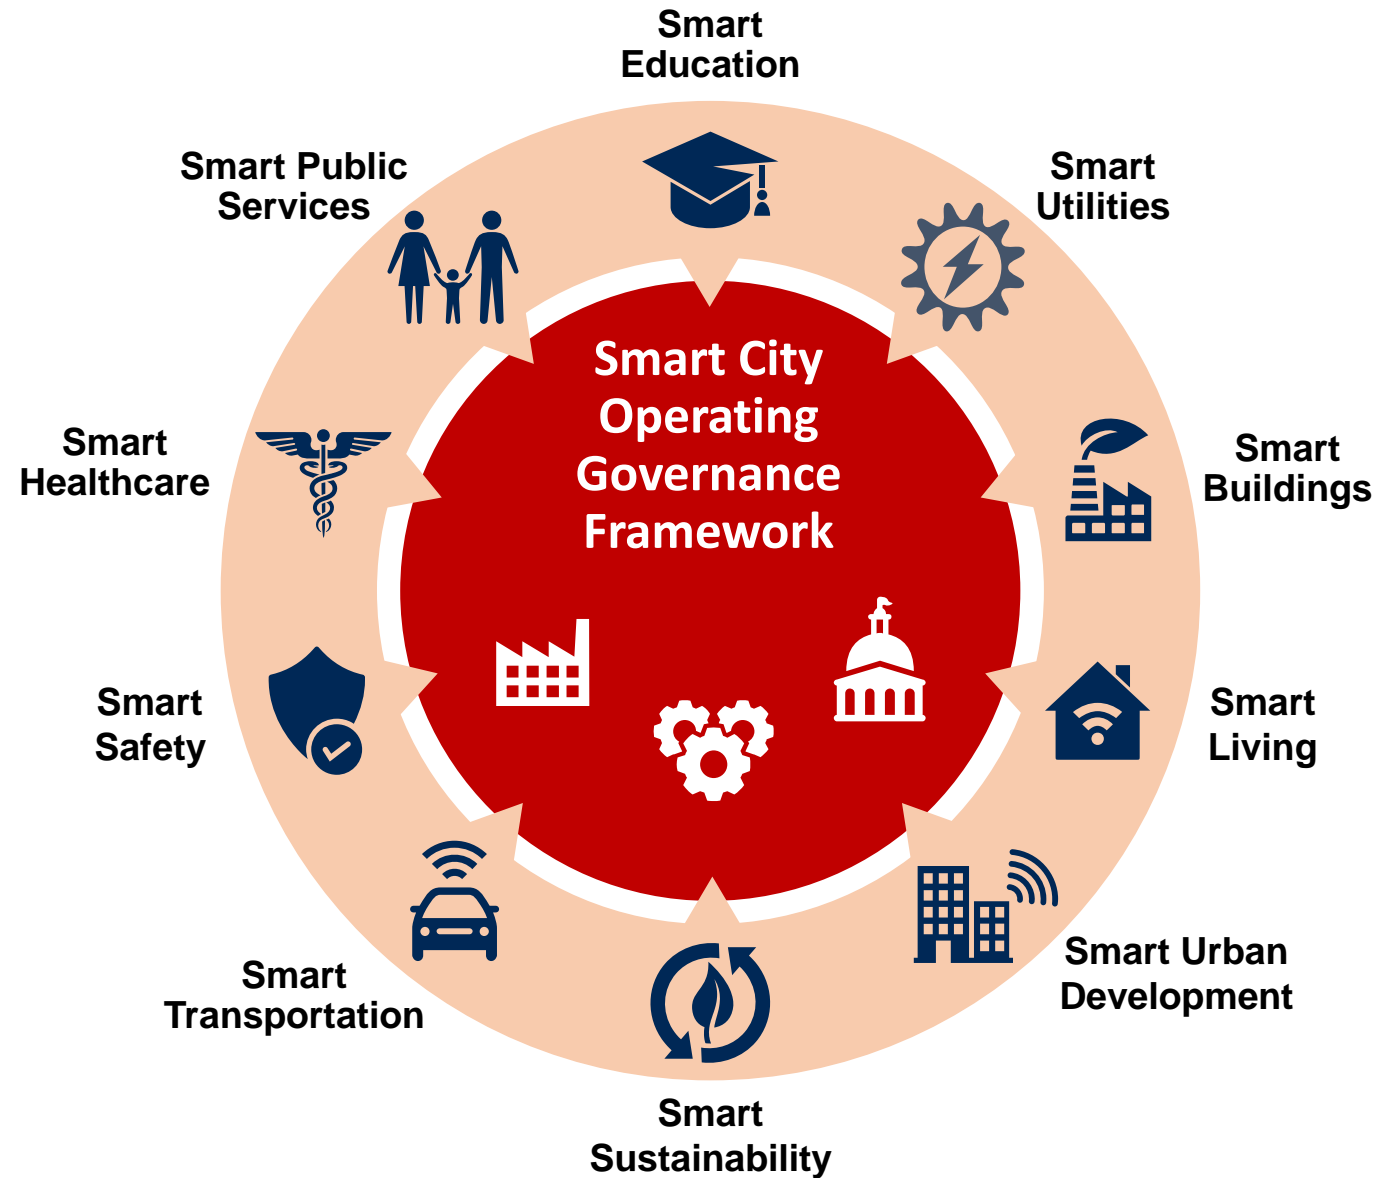 Smart
Education
Smart Public
Services
Smart
Utilities
Smart City
Operating
Governance
Framework
Smart
Healthcare
Smart
Buildings
Smart
Safety
Smart
Living
Smart
Transportation
Smart Urban
Development
Smart
Sustainability